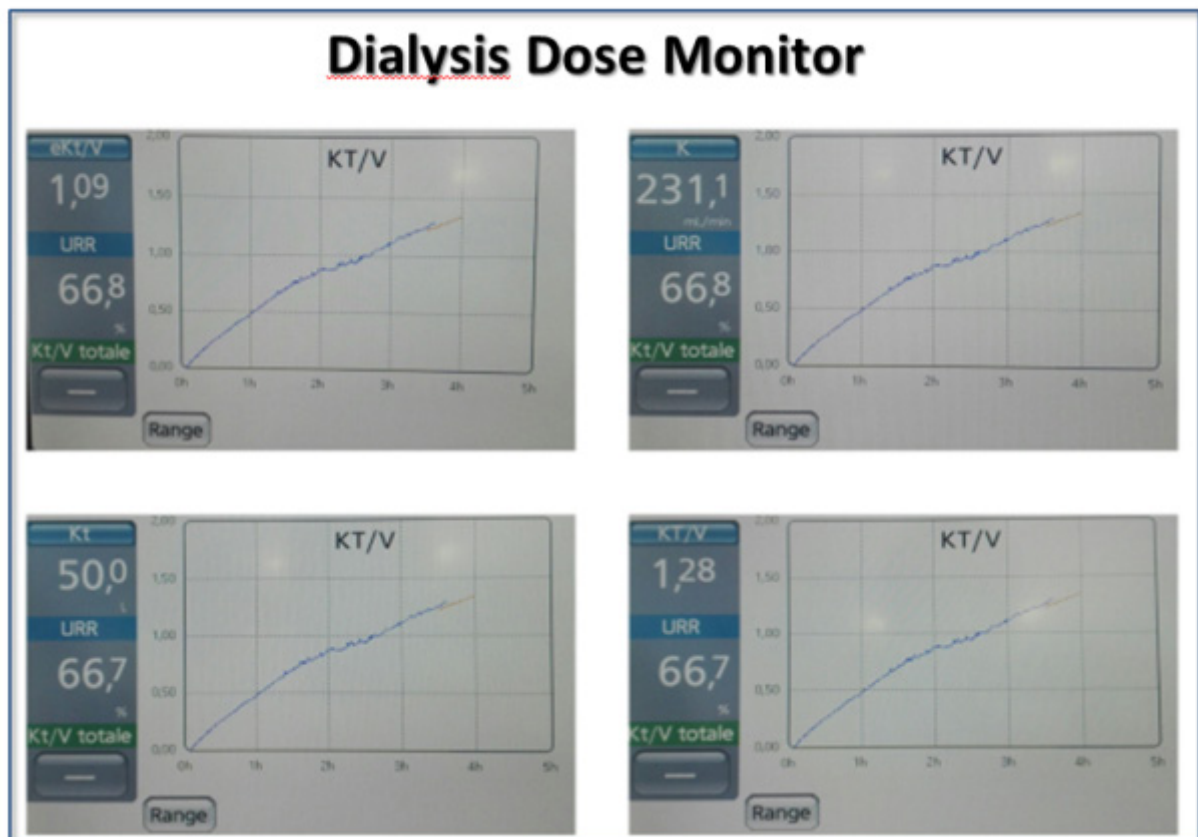 Dialysis Dose Monitor
eKt/V
1,09
URR
66,8
%
Kt/V totale
KT/V
2,00
1,50
1,00
0,50
0,00
0h 1h 2h 3h 4h 5h
Range
K
231,1
mL/min
URR
66,8
%
Kt/V totale
KT/V
2,00
1,50
1,00
0,50
0,00
0h 1h 2h 3h 4h 5h
Range
Kt
50,0
L
URR
66,7
%
Kt/V totale
KT/V
2,00
1,50
1,00
0,50
0,00
0h 1h 2h 3h 4h 5h
Range
KT/V
1,28
URR
66,7
%
Kt/V totale
KT/V
2,00
1,50
1,00
0,50
0,00
0h 1h 2h 3h 4h 5h
Range